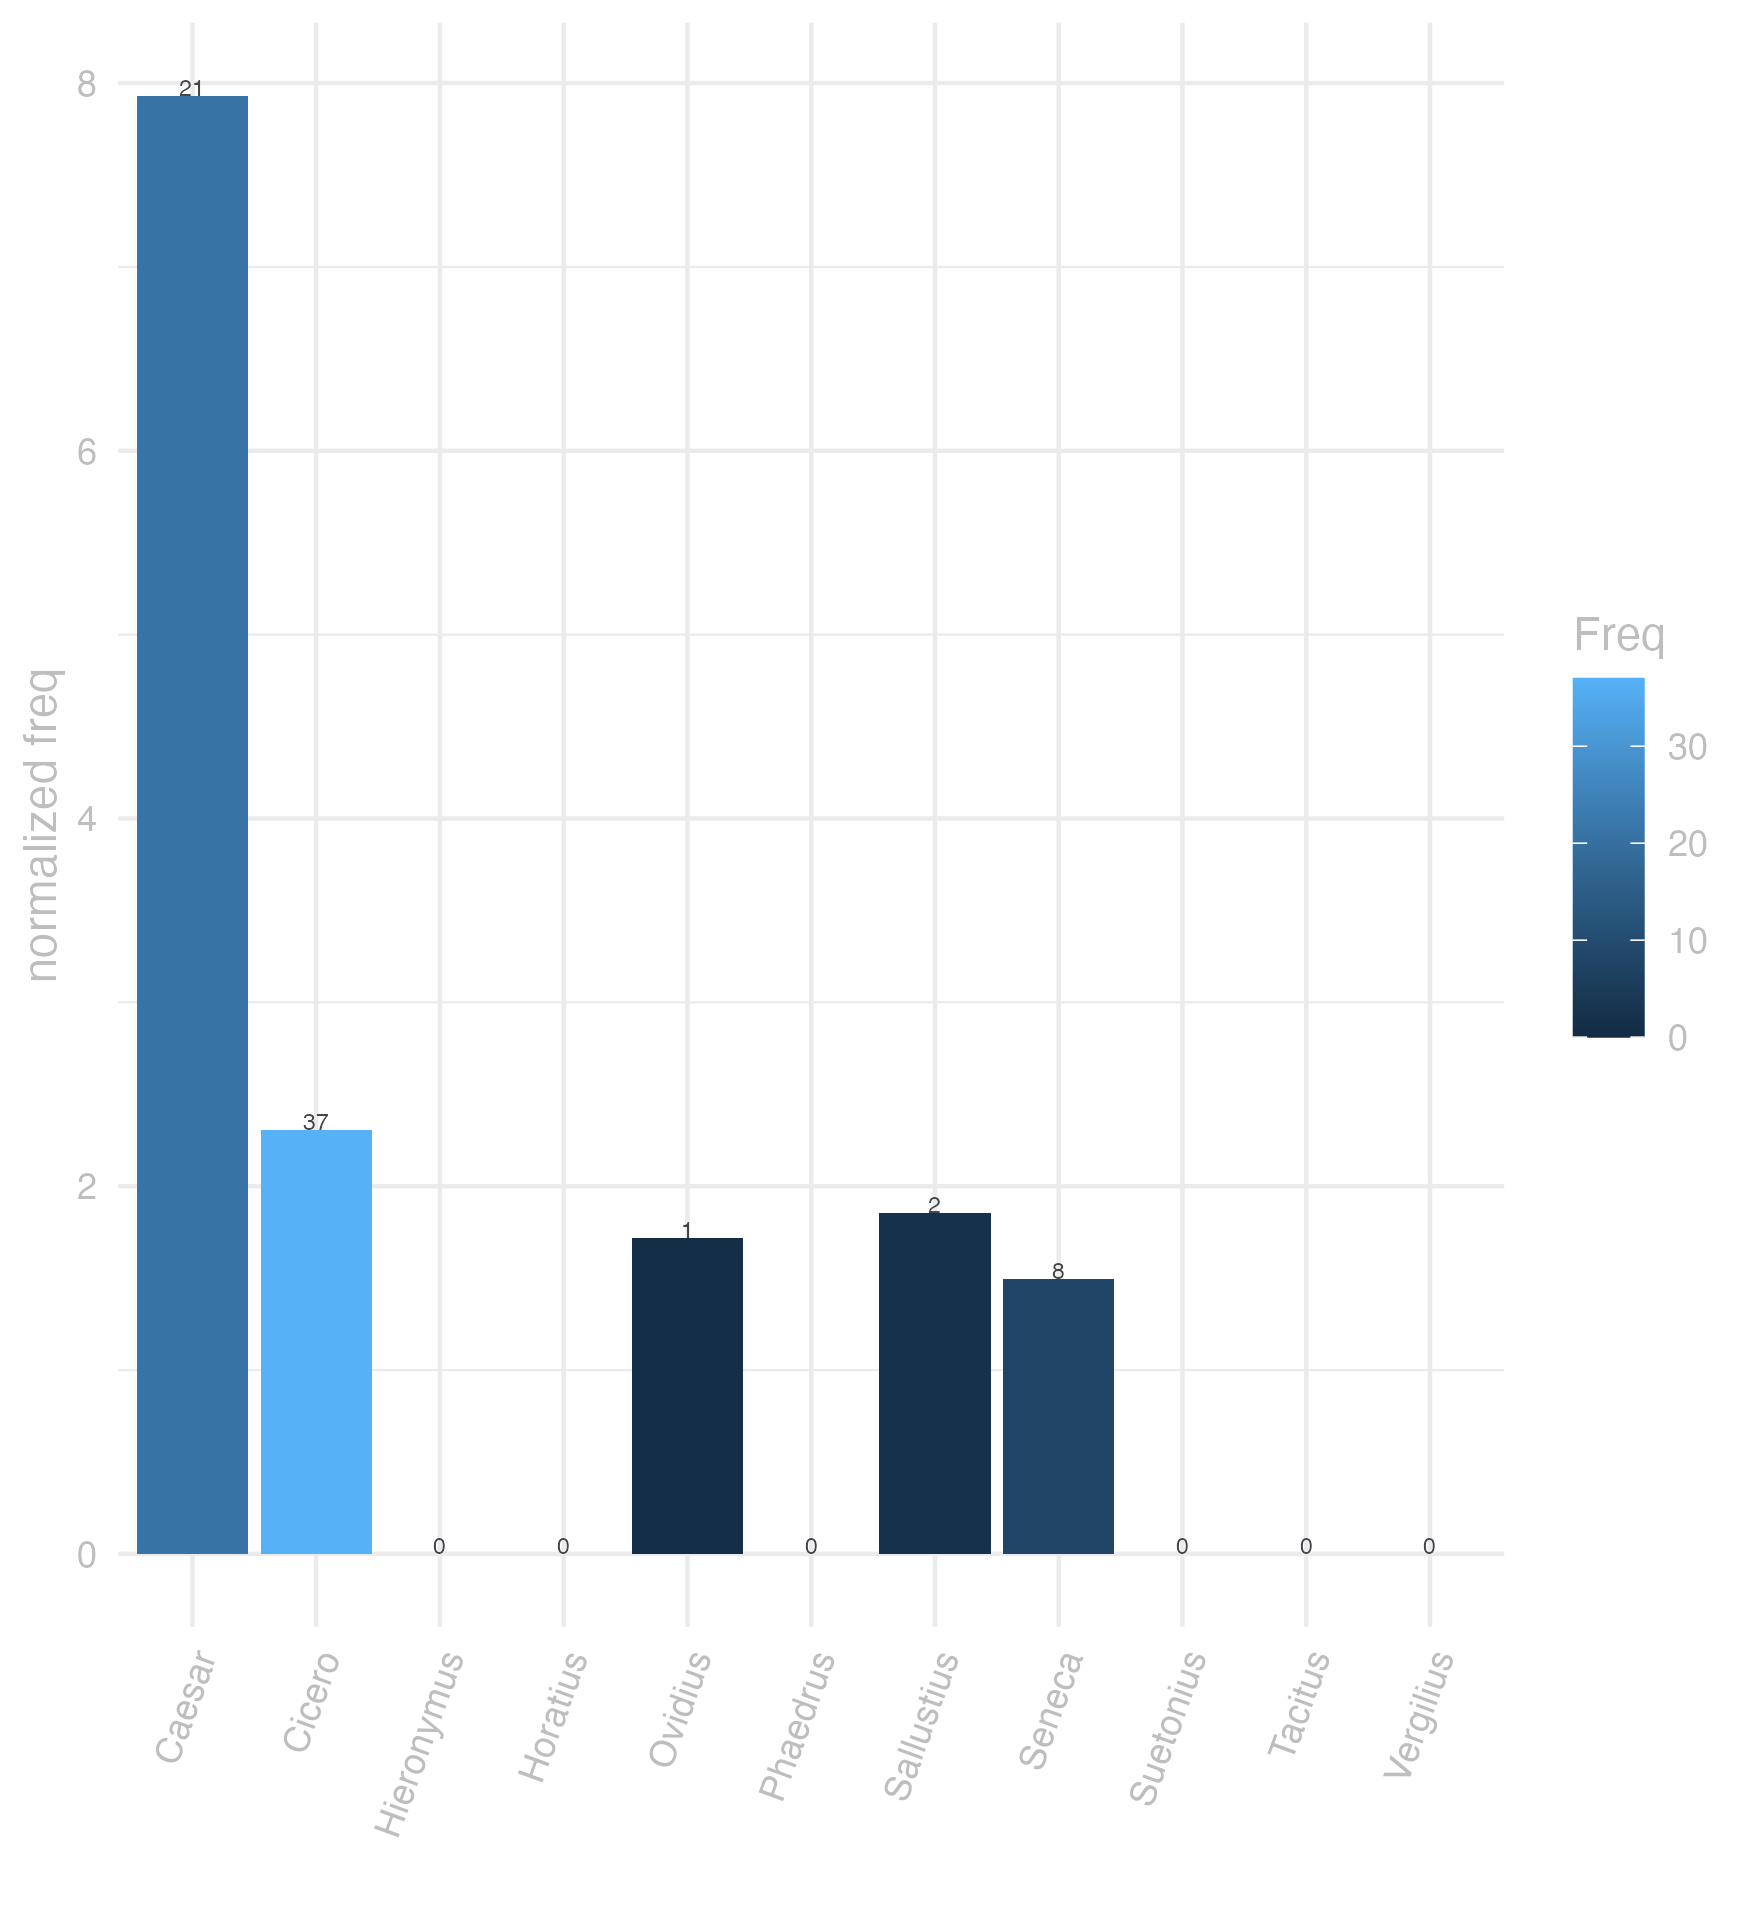 normalized freq
8
6
4
2
0
21
37
0
0
1
0
2
8
0
0
0
Caesar
Cicero
Hieronymus
Horatius
Ovidius
Phaedrus
Sallustius
Seneca
Suetonius
Tacitus
Vergilius
Freq
30
20
10
0